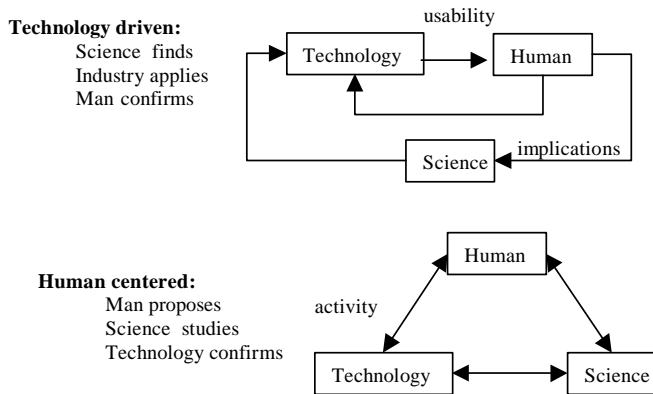 Technology driven:
Science finds
Industry applies
Man confirms
usability
Technology
Human
Science
implications
Human centered:
Man proposes
Science studies
Technology confirms
Human
activity
Technology
Science